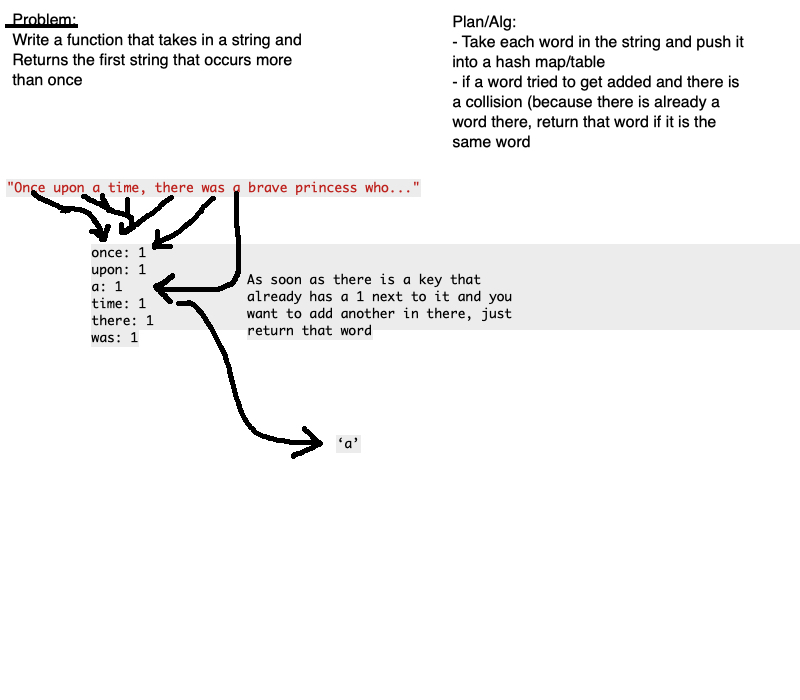 Problem:
Write a function that takes in a string and
Returns the first string that occurs more
than once
Plan/Alg:
- Take each word in the string and push it
into a hash map/table
- if a word tried to get added and there is
a collision (because there is already a
word there, return that word if it is the
same word
"Once upon a time, there was a brave princess who..."
once: 1
upon: 1
a: 1
time: 1
there: 1
was: 1
As soon as there is a key that
already has a 1 next to it and you
want to add another in there, just
return that word
‘a’